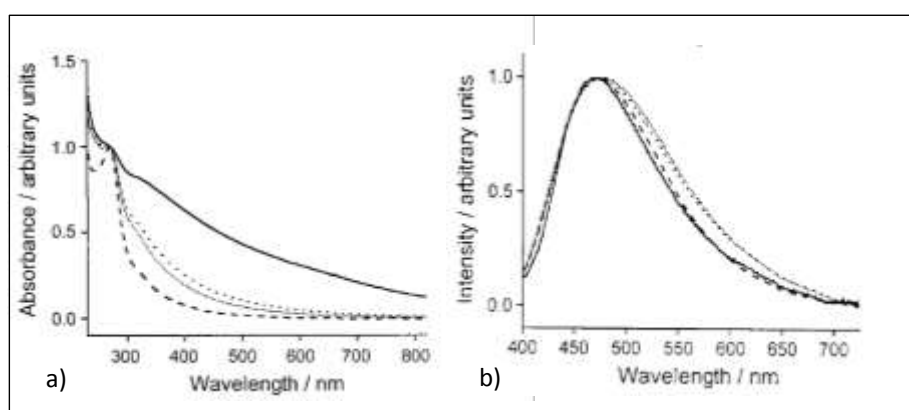 1.5
1.0
0.5
0.0
Absorbance / arbitrary units
300 400 500 600 700 800
Wavelength / nm
a)
1.0
0.5
0.0
Intensity / arbitrary units
400 450 500 550 600 650 700
Wavelength / nm
b)